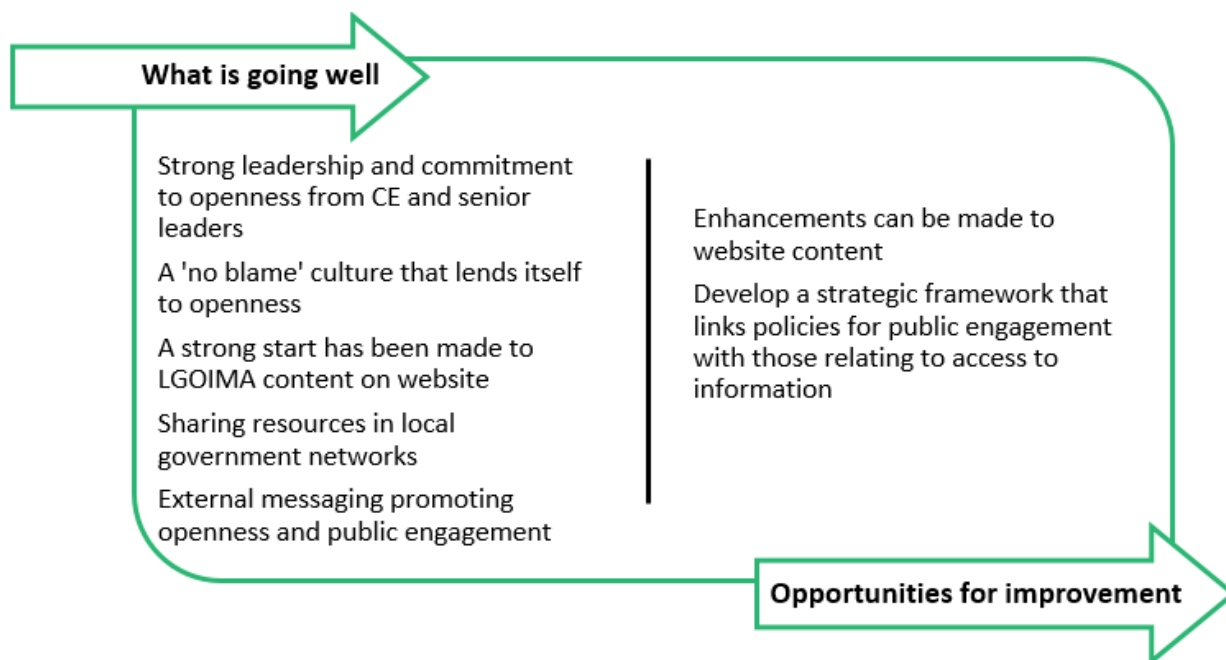 What is going well
Strong leadership and commitment
to openness from CE and senior
leaders
A 'no blame' culture that lends itself
to openness
A strong start has been made to
LGOIMA content on website
Sharing resources in local
government networks
External messaging promoting
openness and public engagement
Enhancements can be made to
website content
Develop a strategic framework that
links policies for public engagement
with those relating to access to
information
Opportunities for improvement